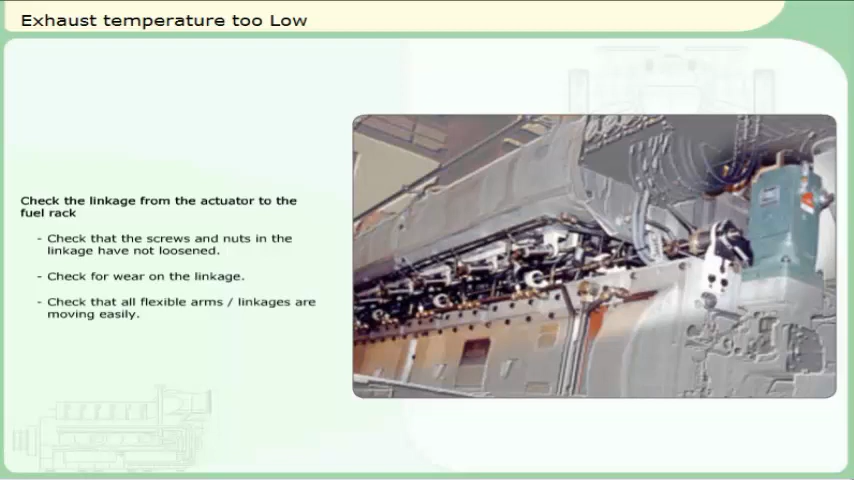 Exhaust temperature too Low
Check the linkage from the actuator to the
fuel rack
- Check that the screws and nuts in the
linkage have not loosened.
- Check for wear on the linkage.
- Check that all flexible arms / linkages are
moving easily.